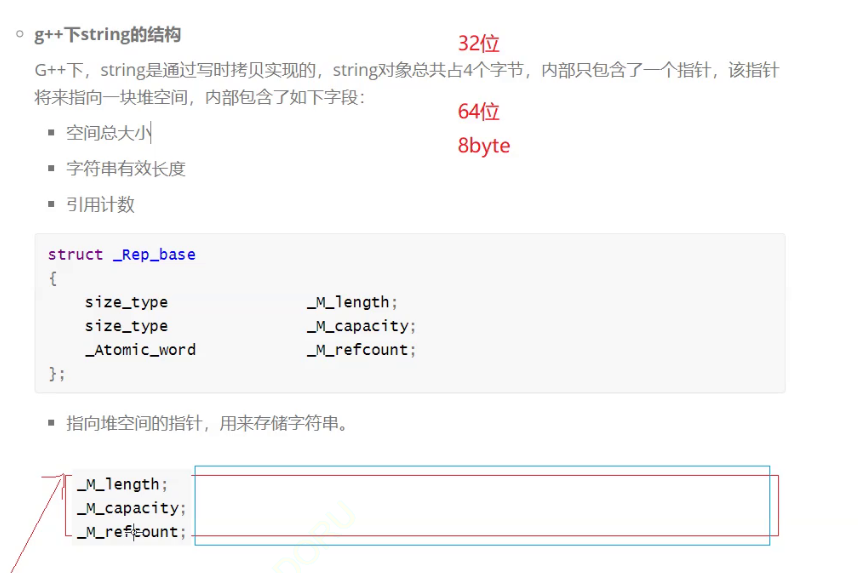 g++下string的结构
32位
G++下，string是通过写时拷贝实现的，string对象总共占4个字节，内部只包含了一个指针，该指针
将来指向一块堆空间，内部包含了如下字段：
64位
空间总大小
8byte
字符串有效长度
引用计数
struct _Rep_base
{
size_type _M_length;
size_type _M_capacity;
_Atomic_word _M_refcount;
};
指向堆空间的指针，用来存储字符串。
_M_length;
_M_capacity;
_M_refcount;